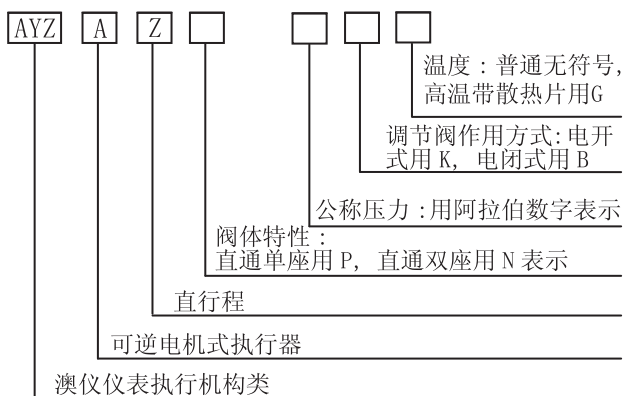 AYZ A Z
温度：普通无符号,
高温带散热片用G
调节阀作用方式:电开
式用 K, 电闭式用 B
公称压力:用阿拉伯数字表示
阀体特性：
直通单座用 P, 直通双座用 N 表示
直行程
可逆电机式执行器
澳仪仪表执行机构类